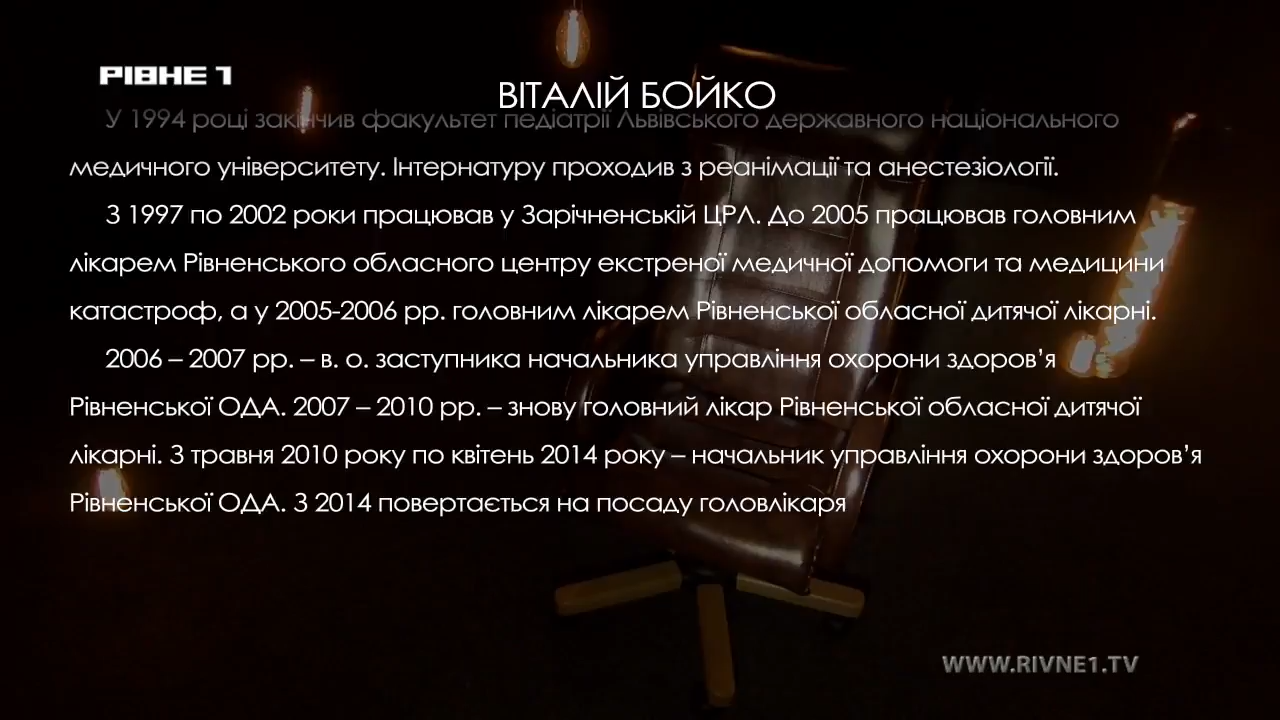 РІВНЕ 1
ВІТАЛІЙ БОЙКО
У 1994 році закінчив факультет педіатрії Львівського державного національного
медичного університету. Інтернатуру проходив з реанімації та анестезіології.
З 1997 по 2002 роки працював у Зарічненській ЦРЛ. До 2005 працював головним
лікарем Рівненського обласного центру екстреної медичної допомоги та медицини
катастроф, а у 2005-2006 рр. головним лікарем Рівненської обласної дитячої лікарні.
2006 – 2007 рр. – в. о. заступника начальника управління охорони здоров’я
Рівненської ОДА. 2007 – 2010 рр. – знову головний лікар Рівненської обласної дитячої
лікарні. З травня 2010 року по квітень 2014 року – начальник управління охорони здоров’я
Рівненської ОДА. З 2014 повертається на посаду головлікаря
WWW.RIVNE1.TV